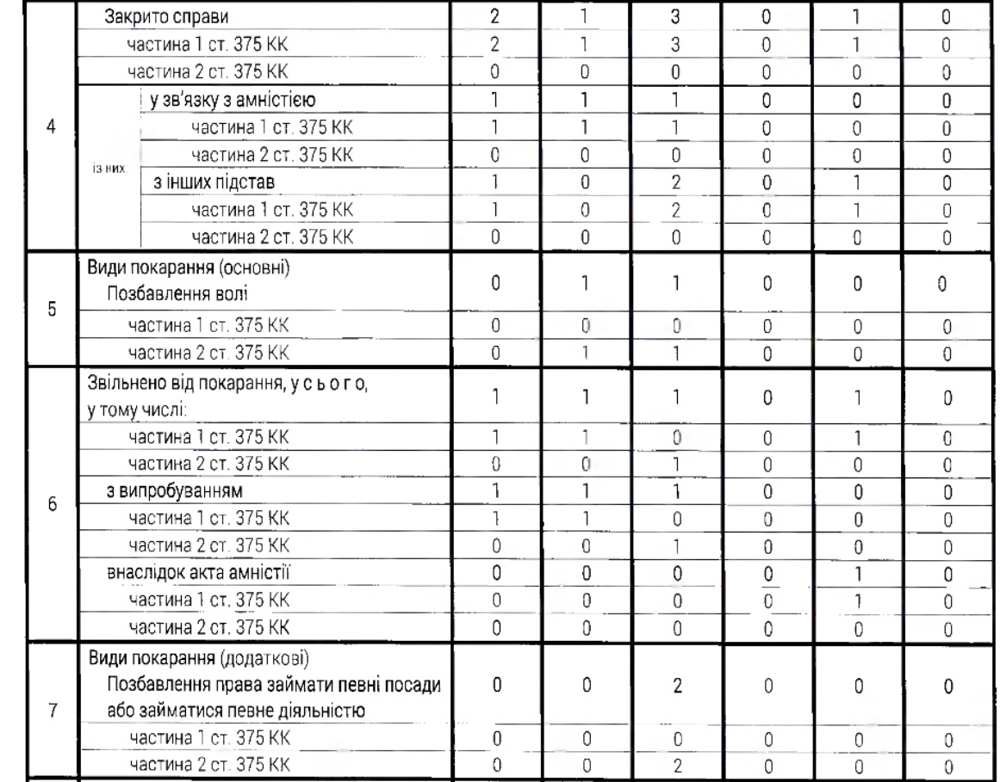 Закрито справи 2 1 3 0 1 0
частина 1 ст. 375 КК 2 1 3 0 1 0
частина 2 ст. 375 КК 0 0 0 0 0 0
у зв'язку з амністією 1 1 1 0 0 0
4 частина 1 ст. 375 КК 1 1 1 0 0 0
із них: частина 2 ст. 375 КК 0 0 0 0 0 0
з інших підстав 1 0 2 0 1 0
частина 1 ст. 375 КК 1 0 2 0 1 0
частина 2 ст. 375 КК 0 0 0 0 0 0
Види покарання (основні)
Позбавлення волі 0 1 1 0 0 0
5 частина 1 ст. 375 КК 0 0 0 0 0 0
частина 2 ст. 375 КК 0 1 1 0 0 0
Звільнено від покарання, у с ь о г о,
у тому числі: 1 1 1 0 1 0
частина 1 ст. 375 КК 1 1 0 0 1 0
частина 2 ст. 375 КК 0 0 1 0 0 0
6 з випробуванням 1 1 1 0 0 0
частина 1 ст. 375 КК 1 1 0 0 0 0
частина 2 ст. 375 КК 0 0 1 0 0 0
внаслідок акта амністії 0 0 0 0 1 0
частина 1 ст. 375 КК 0 0 0 0 1 0
частина 2 ст. 375 КК 0 0 0 0 0 0
Види покарання (додаткові)
Позбавлення права займати певні посади 0 0 2 0 0 0
7 або займатися певне діяльністю
частина 1 ст. 375 КК 0 0 0 0 0 0
частина 2 ст. 375 КК 0 0 2 0 0 0